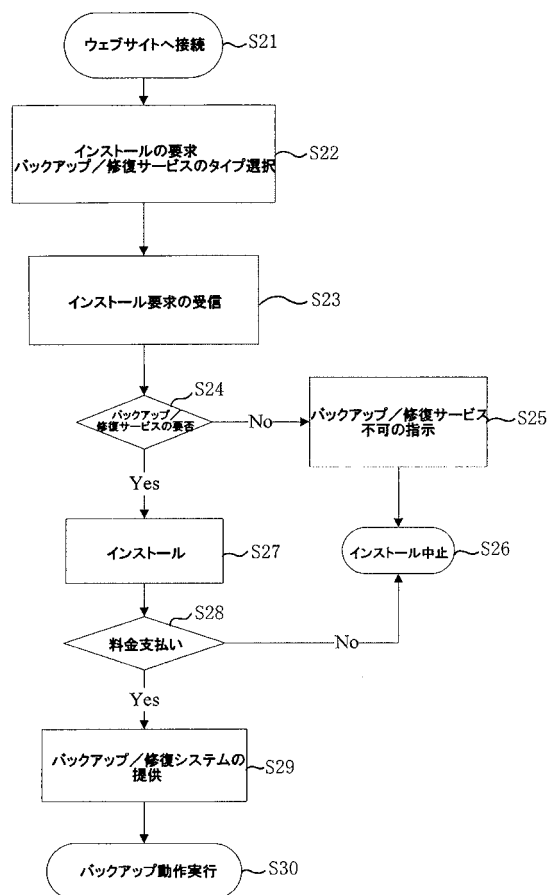 ウェブサイトへ接続
S21
インストールの要求
バックアップ／修復サービスのタイプ選択
S22
インストール要求の受信
S23
S24
バックアップ／
修復サービスの要否
No
バックアップ／修復サービス
不可の指示
S25
Yes
インストール
S27
インストール中止
S26
S28
料金支払い
No
Yes
バックアップ／修復システムの
提供
S29
バックアップ動作実行
S30